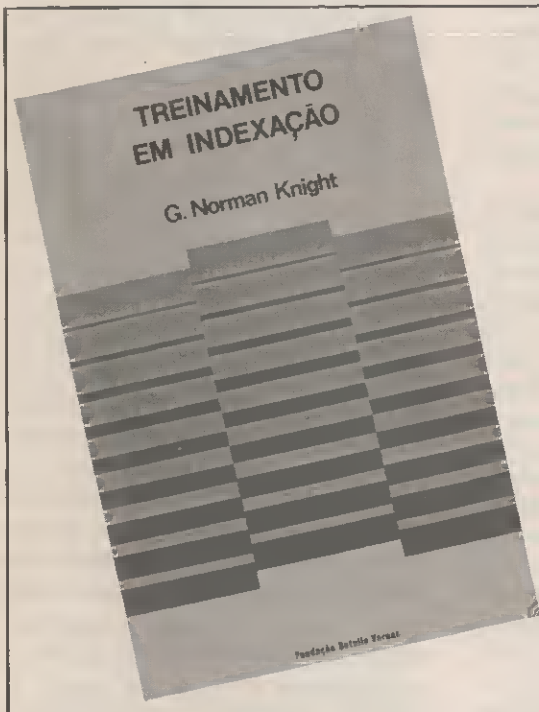 TREINAMENTO
EM INDEXAÇÃO
G. Norman Knight
Fundação Getulio Vargas